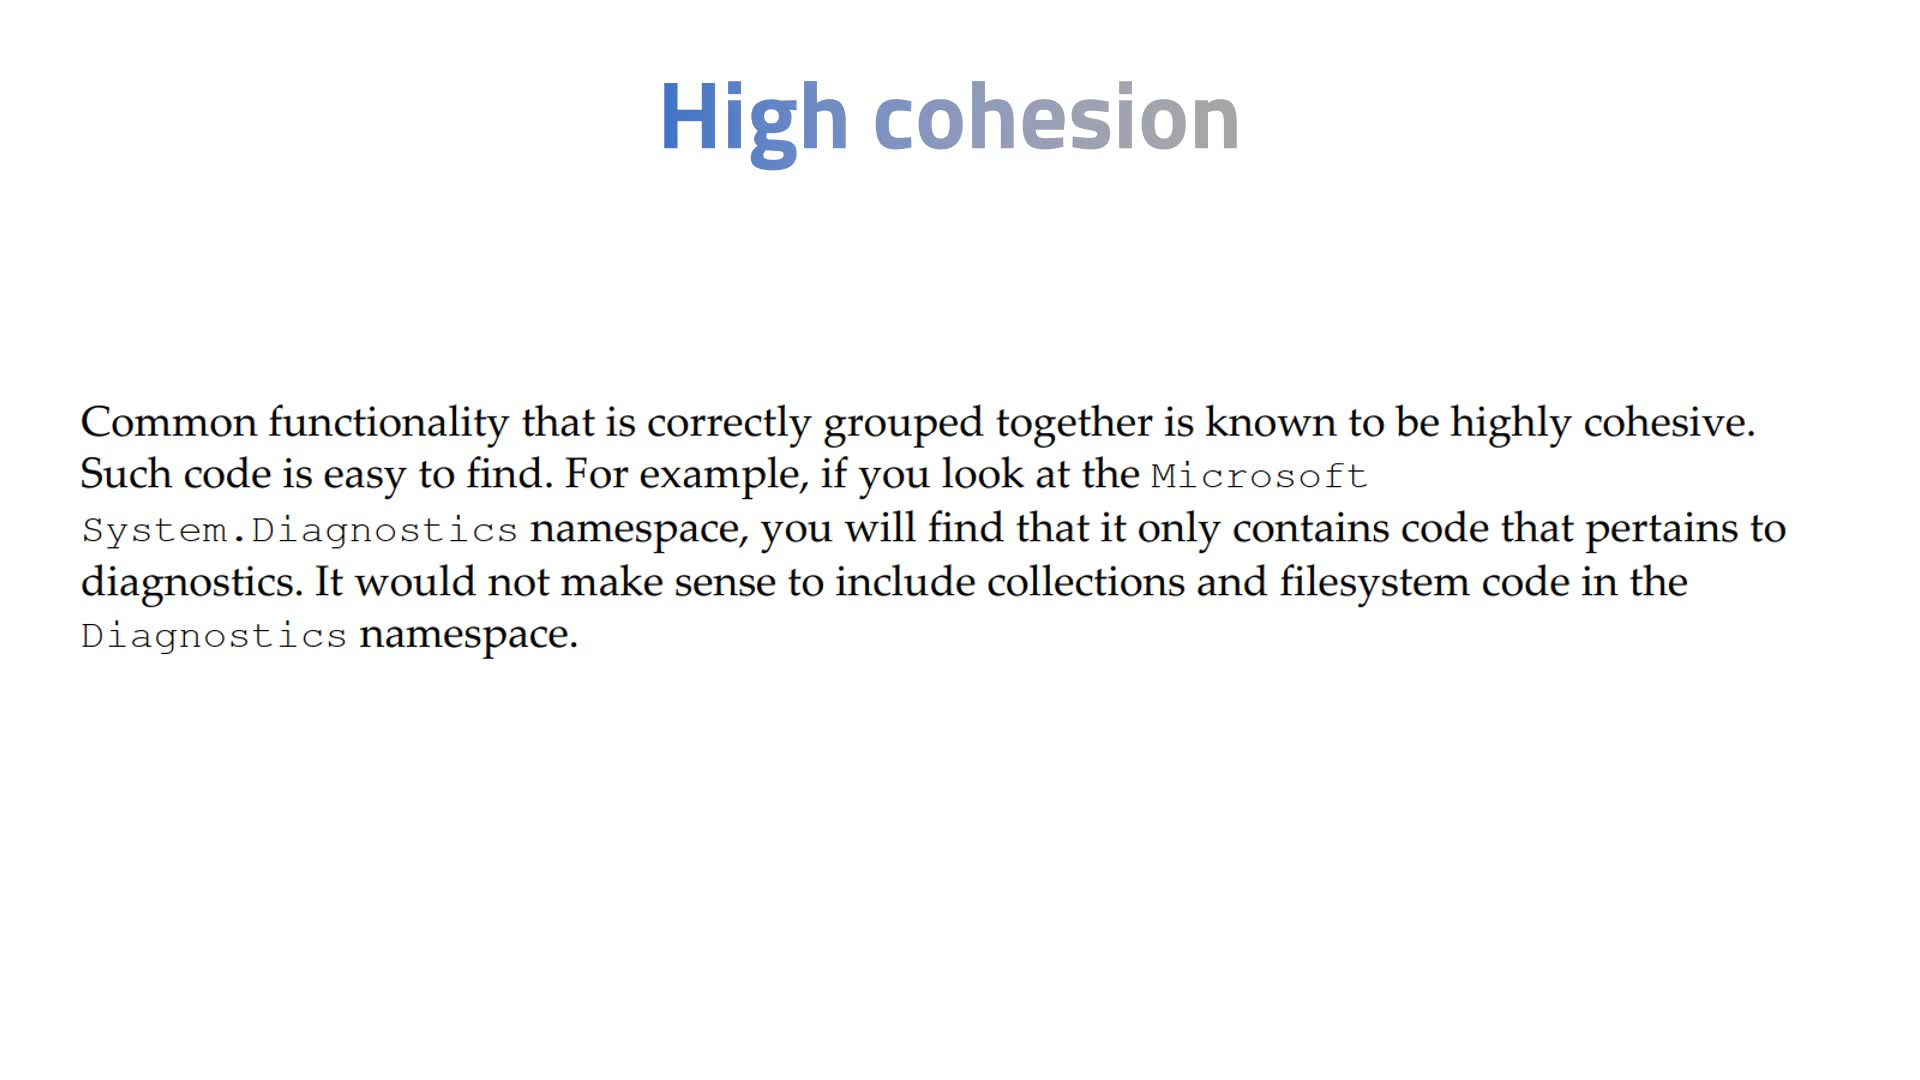 High cohesion
Common functionality that is correctly grouped together is known to be highly cohesive.
Such code is easy to find. For example, if you look at the Microsoft
System.Diagnostics namespace, you will find that it only contains code that pertains to
diagnostics. It would not make sense to include collections and filesystem code in the
Diagnostics namespace.